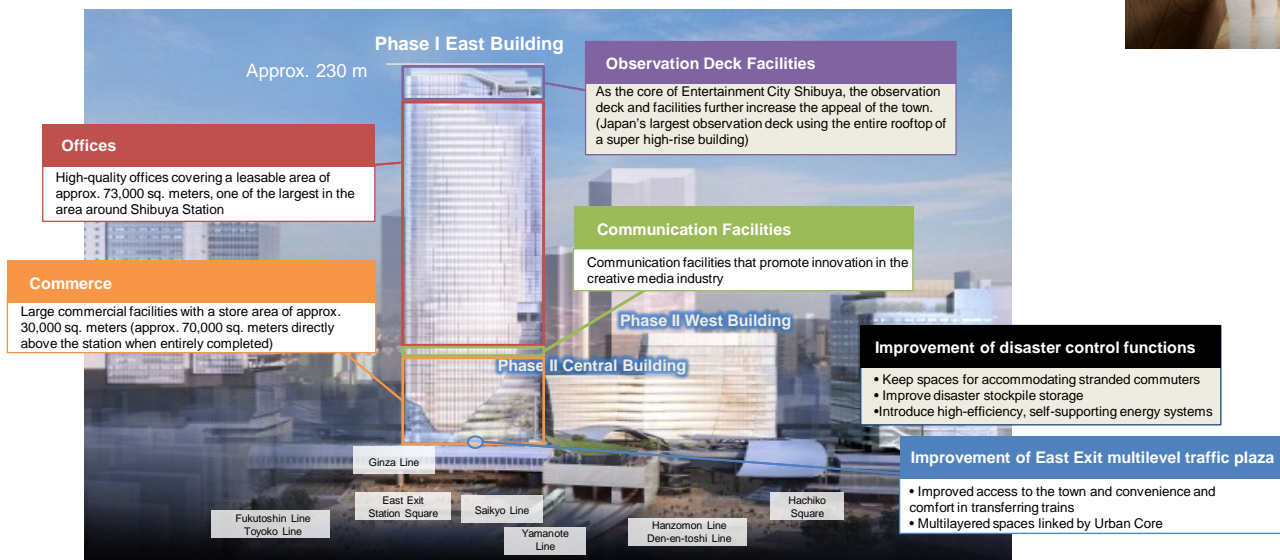 Phase I East Building
Approx. 230 m
Observation Deck Facilities
As the core of Entertainment City Shibuya, the observation
deck and facilities further increase the appeal of the town.
(Japan's largest observation deck using the entire rooftop of
a super high-rise building)
Offices
High-quality offices covering a leasable area of
approx. 73,000 sq. meters, one of the largest in the
area around Shibuya Station
Communication Facilities
Communication facilities that promote innovation in the
creative media industry
Commerce
Large commercial facilities with a store area of approx.
30,000 sq. meters (approx. 70,000 sq. meters directly
above the station when entirely completed)
Phase II West Building
Phase II Central Building
Improvement of disaster control functions
• Keep spaces for accommodating stranded commuters
• Improve disaster stockpile storage
•Introduce high-efficiency, self-supporting energy systems
Improvement of East Exit multilevel traffic plaza
• Improved access to the town and convenience and
comfort in transferring trains
• Multilayered spaces linked by Urban Core
Ginza Line
East Exit
Station Square
Saikyo Line
Hachiko
Square
Fukutoshin Line
Toyoko Line
Yamanote
Line
Hanzomon Line
Den-en-toshi Line